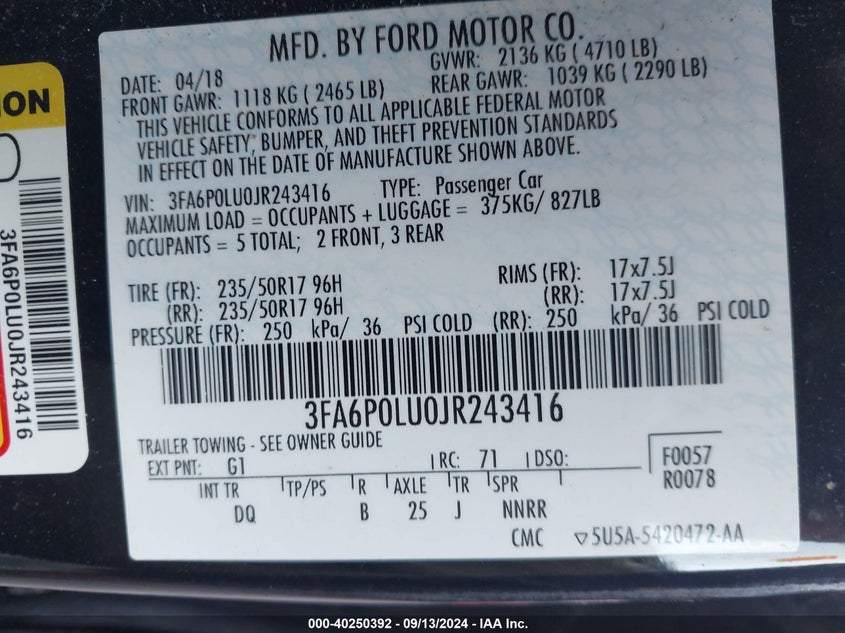 MFD. BY FORD MOTOR CO.
DATE: 04/18 GVWR: 2136 KG ( 4710 LB)
FRONT GAWR: 1118 KG ( 2465 LB) REAR GAWR: 1039 KG ( 2290 LB)
THIS VEHICLE CONFORMS TO ALL APPLICABLE FEDERAL MOTOR
VEHICLE SAFETY, BUMPER, AND THEFT PREVENTION STANDARDS
IN EFFECT ON THE DATE OF MANUFACTURE SHOWN ABOVE.
VIN: 3FA6P0LU0JR243416 TYPE: Passenger Car
MAXIMUM LOAD = OCCUPANTS + LUGGAGE = 375KG/ 827LB
OCCUPANTS = 5 TOTAL; 2 FRONT, 3 REAR
TIRE (FR): 235/50R17 96H RIMS (FR): 17x7.5J
(RR): 235/50R17 96H (RR): 17x7.5J
PRESSURE (FR): 250 kPa/ 36 PSI COLD (RR): 250 kPa/ 36 PSI COLD
3FA6P0LU0JR243416
TRAILER TOWING - SEE OWNER GUIDE
EXT PNT: G1 RC: 71 DSO: F0057
R0078
INT TR TP/PS R AXLE TR SPR
DQ B 25 J NNRR
CMC ▽5U5A-5420472-AA
3FA6P0LU0JR243416
000-40250392 - 09/13/2024 - IAA Inc.